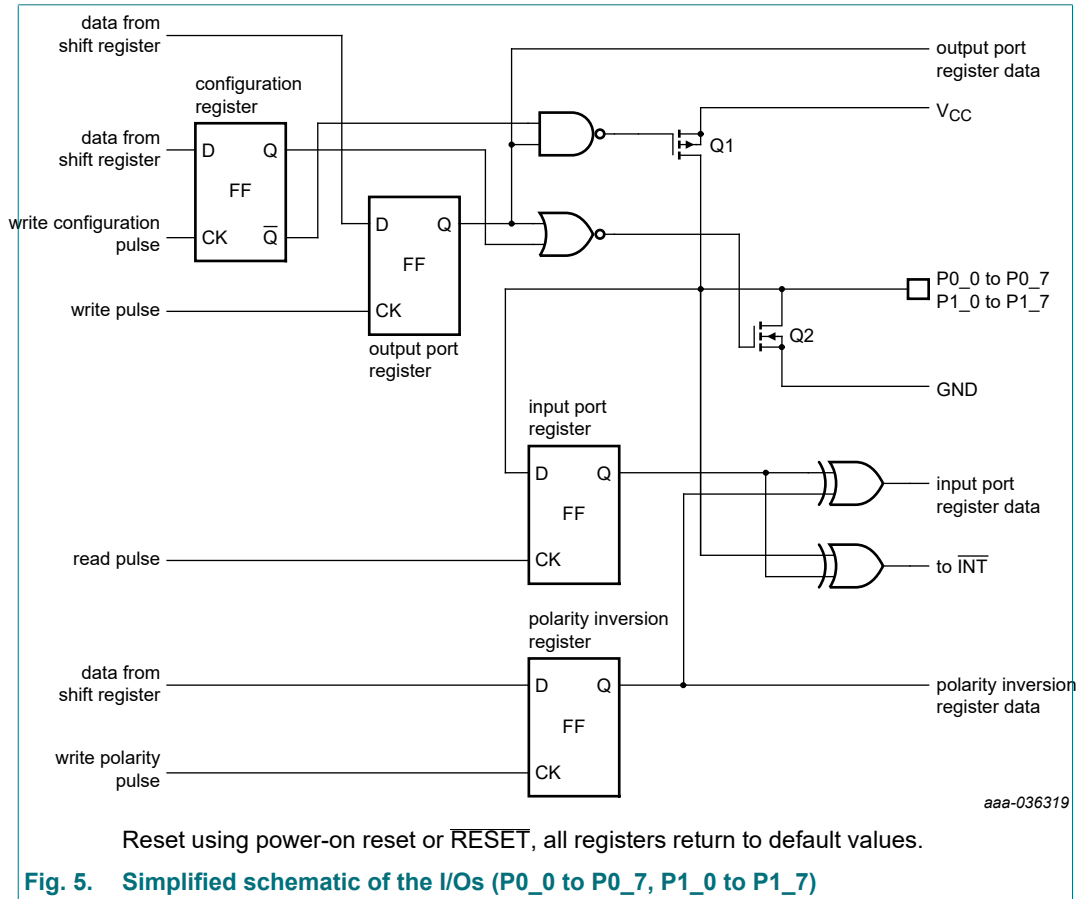 data from
shift register
output port
register data
configuration
register
V_CC
data from
shift register
D
Q
Q1
FF
write configuration
pulse
CK
Q̅
D
Q
FF
P0_0 to P0_7
P1_0 to P1_7
write pulse
CK
Q2
output port
register
GND
input port
register
D
Q
input port
register data
FF
read pulse
CK
to I̅N̅T̅
polarity inversion
register
data from
shift register
D
Q
polarity inversion
register data
FF
write polarity
pulse
CK
aaa-036319
Reset using power-on reset or R̅E̅S̅E̅T̅, all registers return to default values.
Fig. 5. Simplified schematic of the I/Os (P0_0 to P0_7, P1_0 to P1_7)